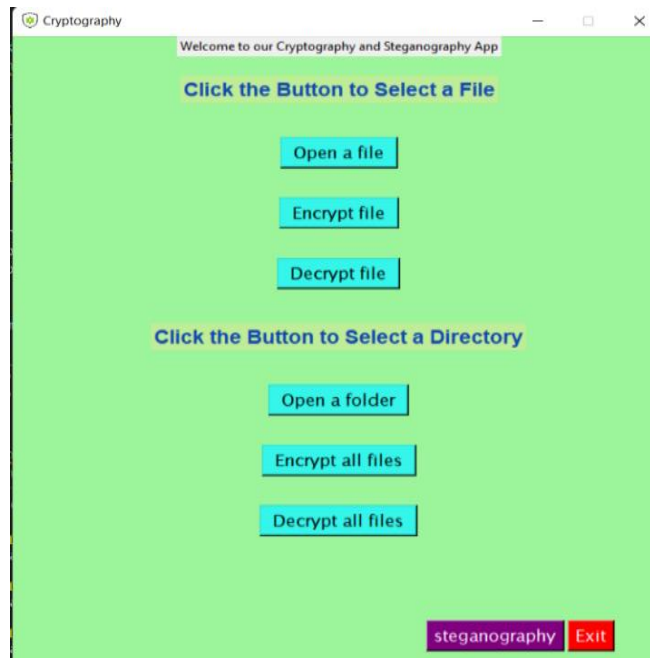 Cryptography
Welcome to our Cryptography and Steganography App
Click the Button to Select a File
Open a file
Encrypt file
Decrypt file
Click the Button to Select a Directory
Open a folder
Encrypt all files
Decrypt all files
steganography Exit